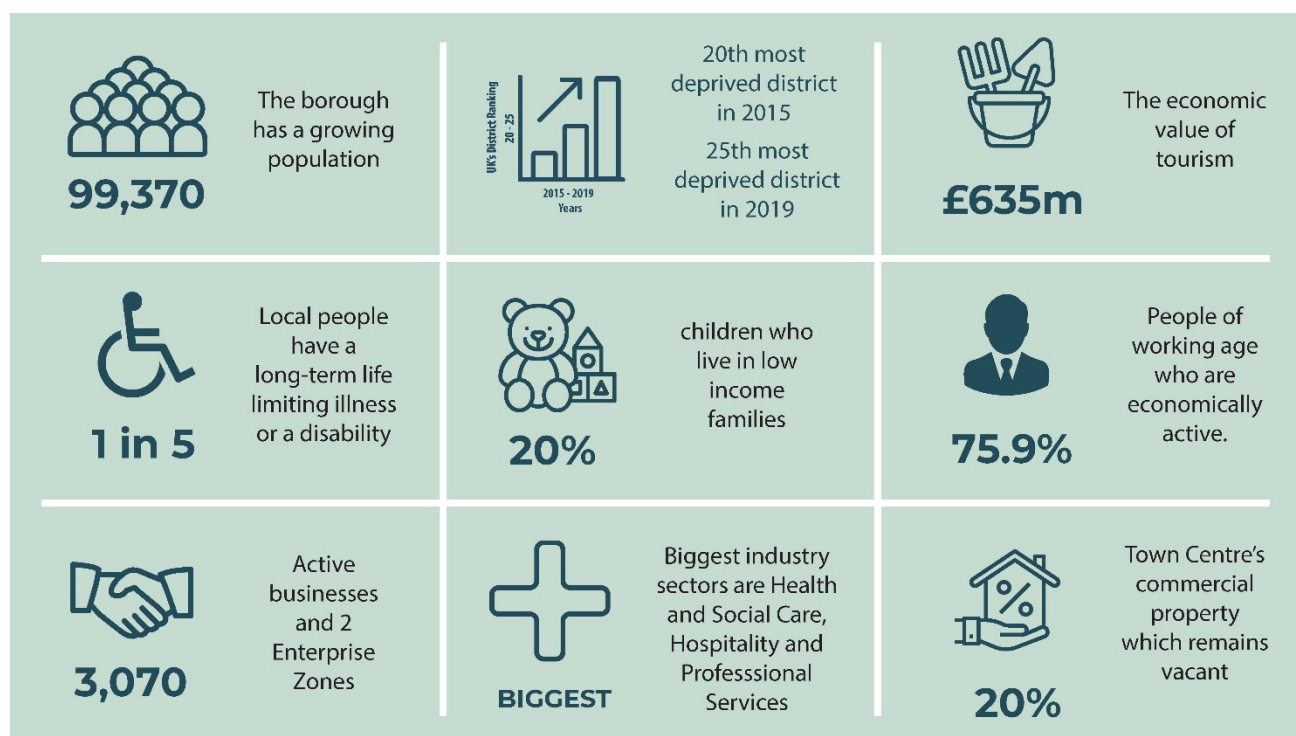 The borough
has a growing
population
99,370
UK's District Ranking
20 - 25
2015 - 2019
Years
20th most
deprived district
in 2015
25th most
deprived district
in 2019
The economic
value of
tourism
£635m
Local people
have a
long-term life
limiting illness
or a disability
1 in 5
children who
live in low
income
families
20%
People of
working age
who are
economically
active.
75.9%
Active
businesses
and 2
Enterprise
Zones
3,070
Biggest industry
sectors are Health
and Social Care,
Hospitality and
Professsional
Services
BIGGEST
Town Centre's
commercial
property
which remains
vacant
20%